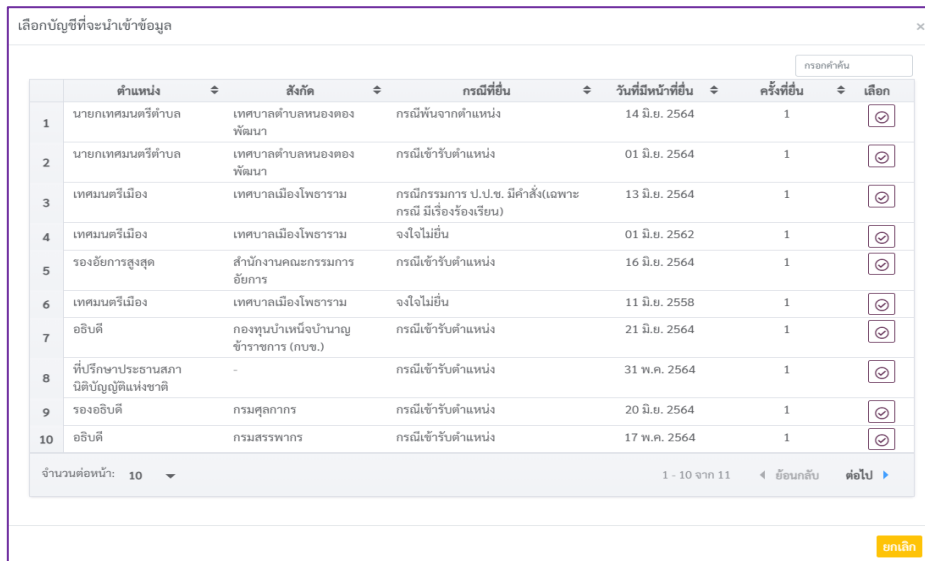 เลือกบัญชีที่จะนำเข้าข้อมูล ×
กรอกคำค้น
ตำแหน่ง สังกัด กรณีที่ยื่น วันที่มีหน้าที่ยื่น ครั้งที่ยื่น เลือก
1 นายกเทศมนตรีตำบล เทศบาลตำบลหนองตอง กรณีพ้นจากตำแหน่ง 14 มิ.ย. 2564 1
พัฒนา
2 นายกเทศมนตรีตำบล เทศบาลตำบลหนองตอง กรณีเข้ารับตำแหน่ง 01 มิ.ย. 2564 1
พัฒนา
3 เทศมนตรีเมือง เทศบาลเมืองโพธาราม กรณีกรรมการ ป.ป.ช. มีคำสั่ง(เฉพาะ 13 มิ.ย. 2564 1
กรณี มีเรื่องร้องเรียน)
4 เทศมนตรีเมือง เทศบาลเมืองโพธาราม จงใจไม่ยื่น 01 มิ.ย. 2562 1
5 รองอัยการสูงสุด สำนักงานคณะกรรมการ กรณีเข้ารับตำแหน่ง 16 มิ.ย. 2564 1
อัยการ
6 เทศมนตรีเมือง เทศบาลเมืองโพธาราม จงใจไม่ยื่น 11 มิ.ย. 2558 1
7 อธิบดี กองทุนบำเหน็จบำนาญ กรณีเข้ารับตำแหน่ง 21 มิ.ย. 2564 1
ข้าราชการ (กบข.)
8 ที่ปรึกษาประธานสภา - กรณีเข้ารับตำแหน่ง 31 พ.ค. 2564 1
นิติบัญญัติแห่งชาติ
9 รองอธิบดี กรมศุลกากร กรณีเข้ารับตำแหน่ง 20 มิ.ย. 2564 1
10 อธิบดี กรมสรรพากร กรณีเข้ารับตำแหน่ง 17 พ.ค. 2564 1
จำนวนต่อหน้า: 10 1 - 10 จาก 11 ย้อนกลับ ต่อไป
ยกเลิก